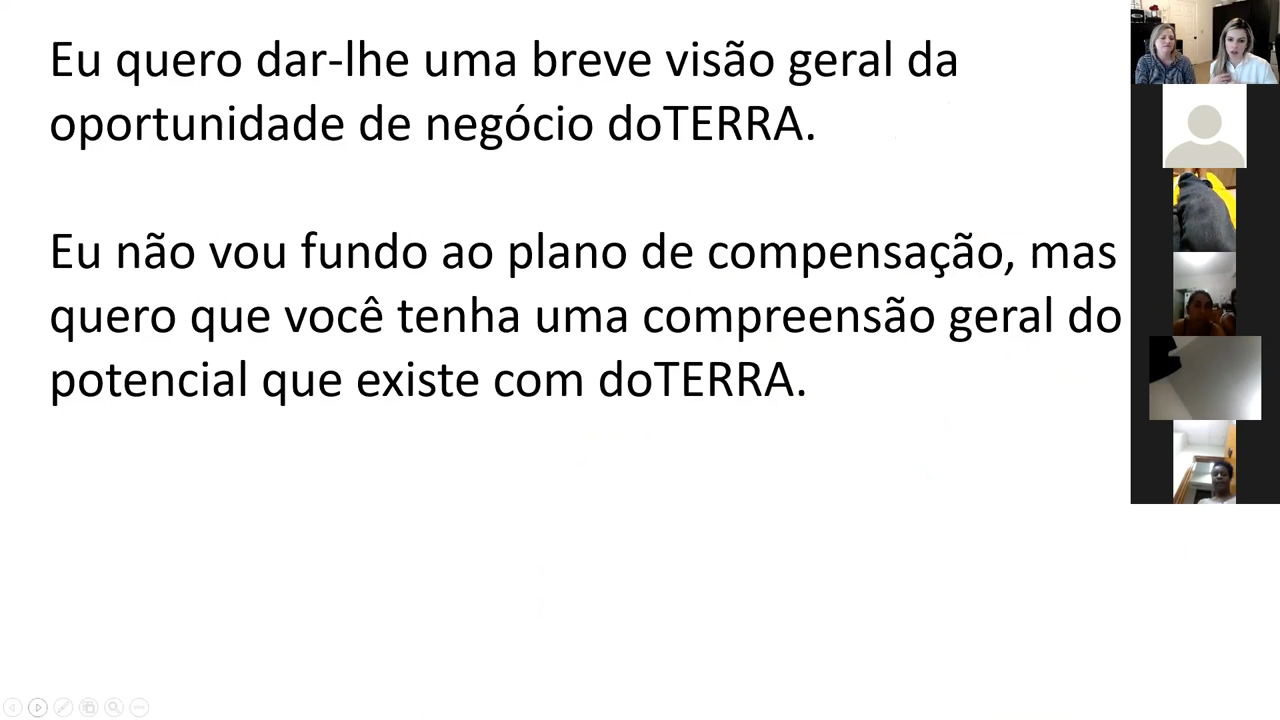 Eu quero dar-lhe uma breve visão geral da
oportunidade de negócio doTERRA.
Eu não vou fundo ao plano de compensação, mas
quero que você tenha uma compreensão geral do
potencial que existe com doTERRA.